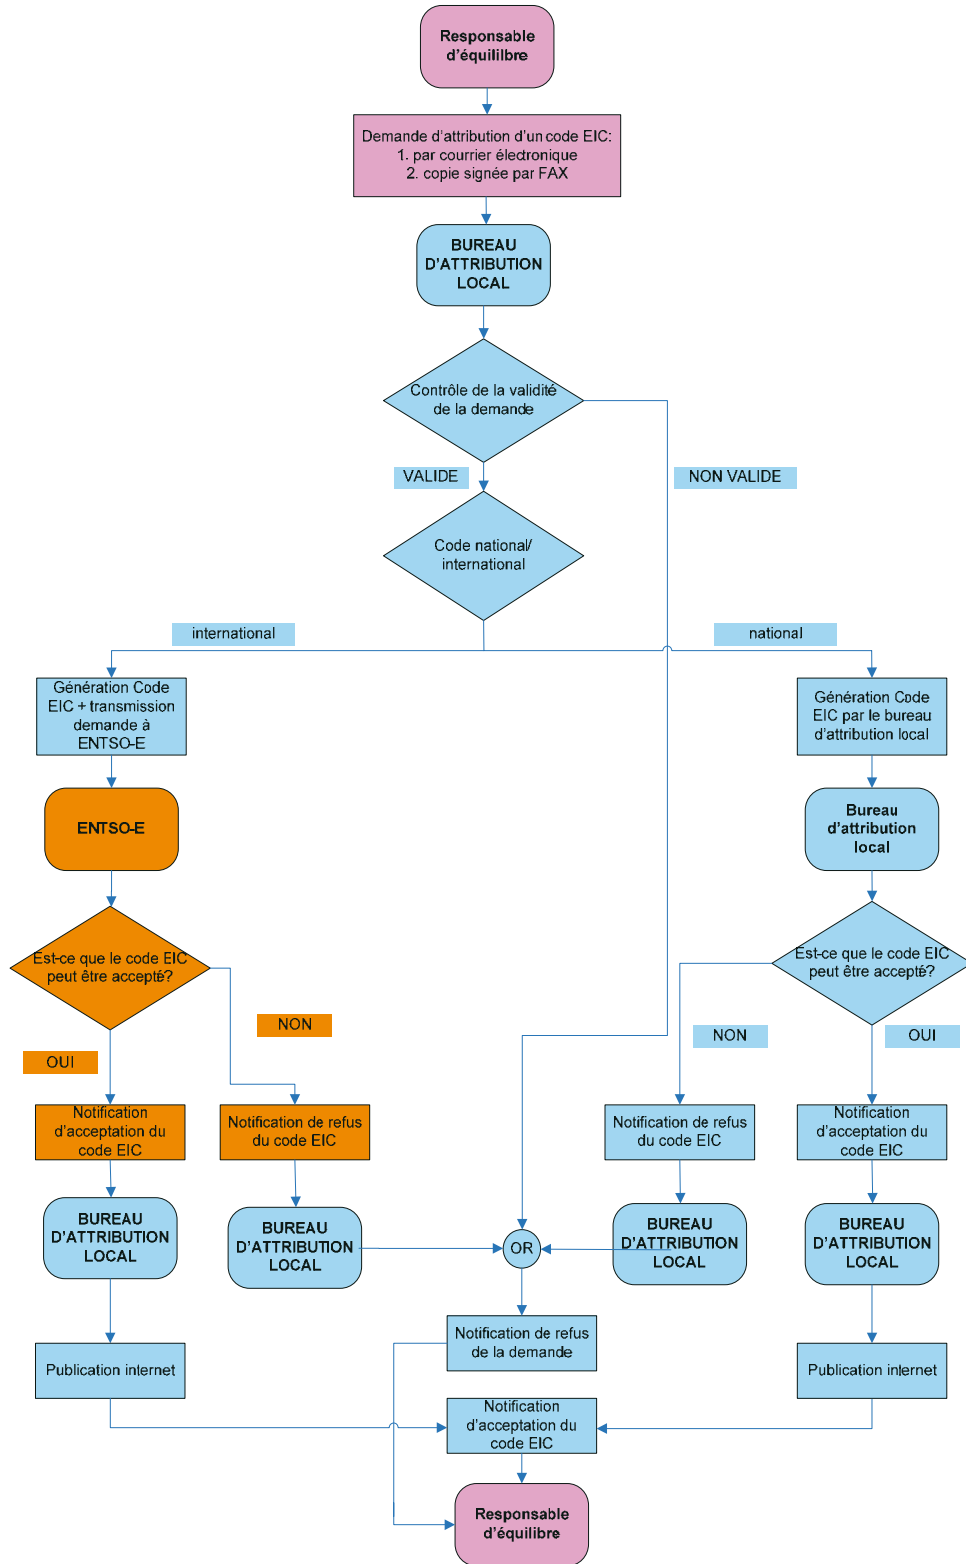 Responsable
d'équililbre
Demande d'attribution d'un code EIC:
1. par courrier électronique
2. copie signée par FAX
BUREAU
D'ATTRIBUTION
LOCAL
Contrôle de la validité
de la demande
VALIDE
NON VALIDE
Code national/
international
international
national
Génération Code
EIC + transmission
demande à
ENTSO-E
Génération Code
EIC par le bureau
d'attribution local
ENTSO-E
Bureau
d'attribution
local
Est-ce que le code EIC
peut être accepté?
Est-ce que le code EIC
peut être accepté?
NON
OUI
NON
OUI
Notification
d'acceptation du
code EIC
Notification de refus
du code EIC
Notification de refus
du code EIC
Notification
d'acceptation du
code EIC
BUREAU
D'ATTRIBUTION
LOCAL
BUREAU
D'ATTRIBUTION
LOCAL
OR
BUREAU
D'ATTRIBUTION
LOCAL
BUREAU
D'ATTRIBUTION
LOCAL
Notification de refus
de la demande
Publication internet
Publication internet
Notification
d'acceptation du
code EIC
Responsable
d'équilibre